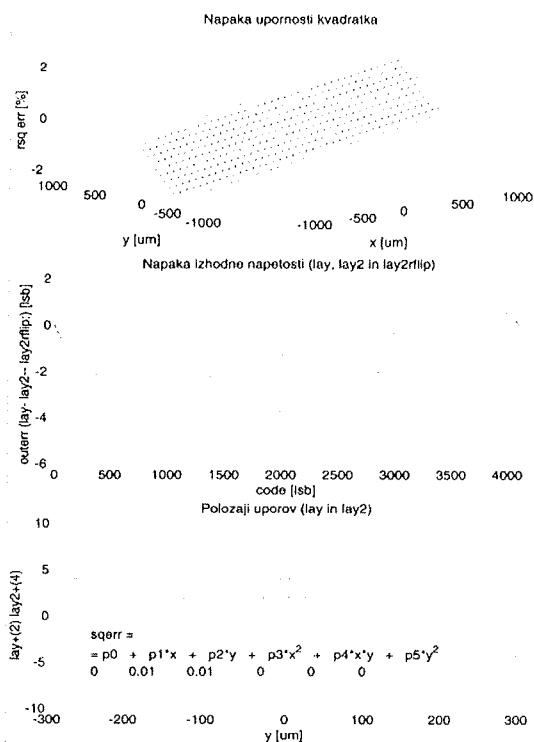 Napaka upornosti kvadratka
2
0
-2
rsq err [%]
1000
500
0
-500
-1000
y [um]
-1000
-500
0
500
1000
x [um]
Napaka izhodne napetosti (lay, lay2 in lay2rflip)
2
0
-2
-4
-6
outerr (lay- lay2-- lay2rflip:) [lsb]
0 500 1000 1500 2000 2500 3000 3500 4000
code [lsb]
Polozaji uporov (lay in lay2)
10
5
0
-5
-10
lay+(2) lay2+(4)
sqerr =
= p0 + p1*x + p2*y + p3*x² + p4*x*y + p5*y²
0 0.01 0.01 0 0 0
-300 -200 -100 0 100 200 300
y [um]